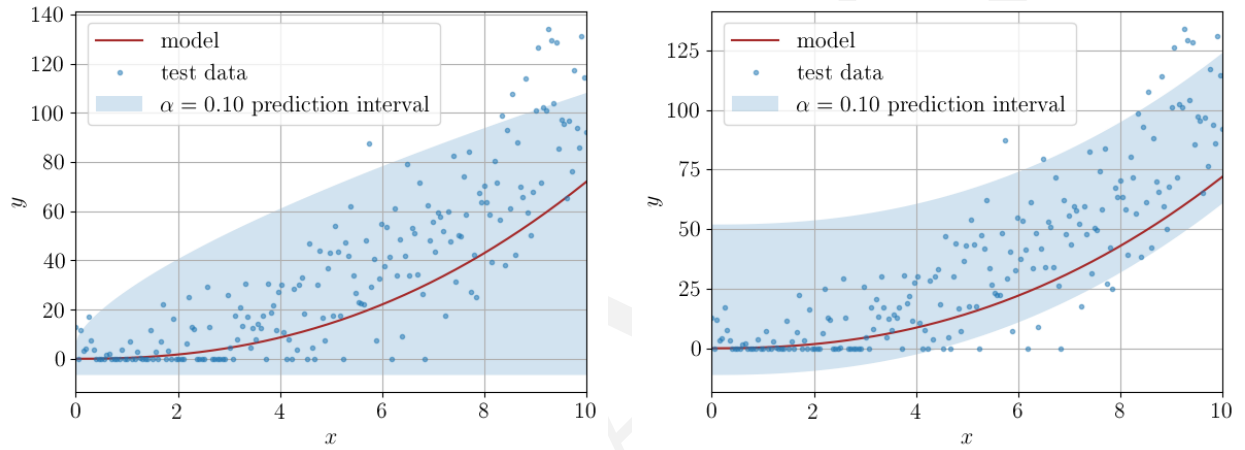 140
120
100
80
60
40
20
0
y
model
test data
α = 0.10 prediction interval
0 2 4 6 8 10
x
125
100
75
50
25
0
y
model
test data
α = 0.10 prediction interval
0 2 4 6 8 10
x